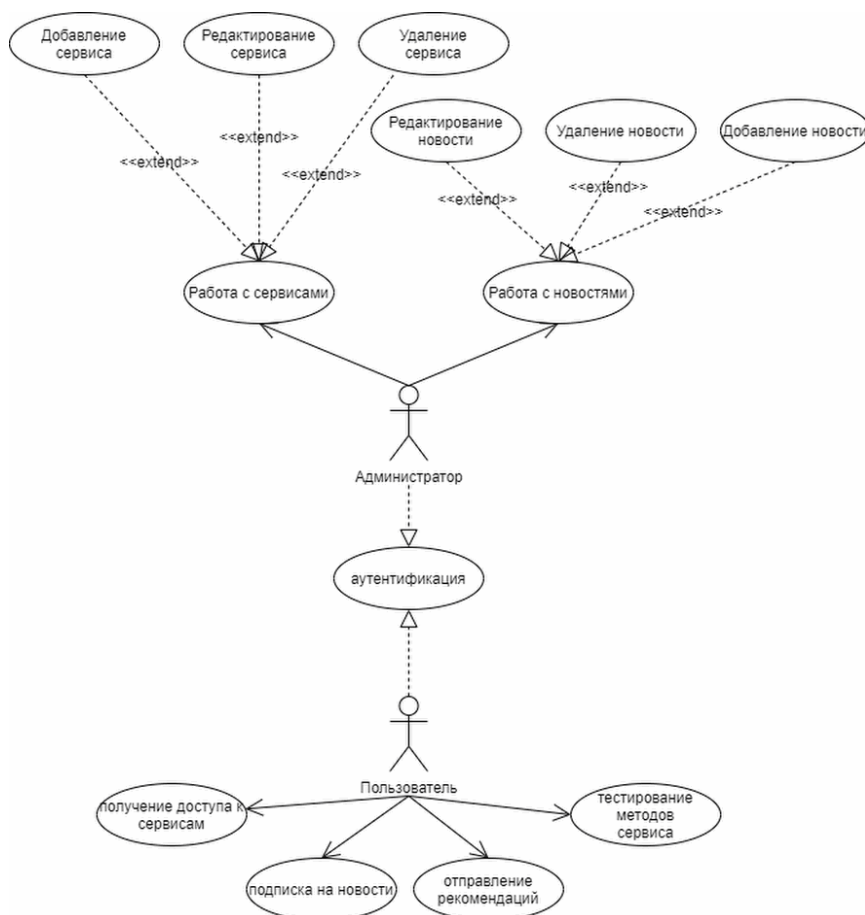 Добавление
сервиса
Редактирование
сервиса
Удаление
сервиса
Редактирование
новости
Удаление новости
Добавление новости
<<extend>>
<<extend>>
<<extend>>
<<extend>>
<<extend>>
<<extend>>
Работа с сервисами
Работа с новостями
Администратор
аутентификация
Пользователь
получение доступа к
сервисам
тестирование
методов
сервиса
подписка на новости
отправление
рекомендаций